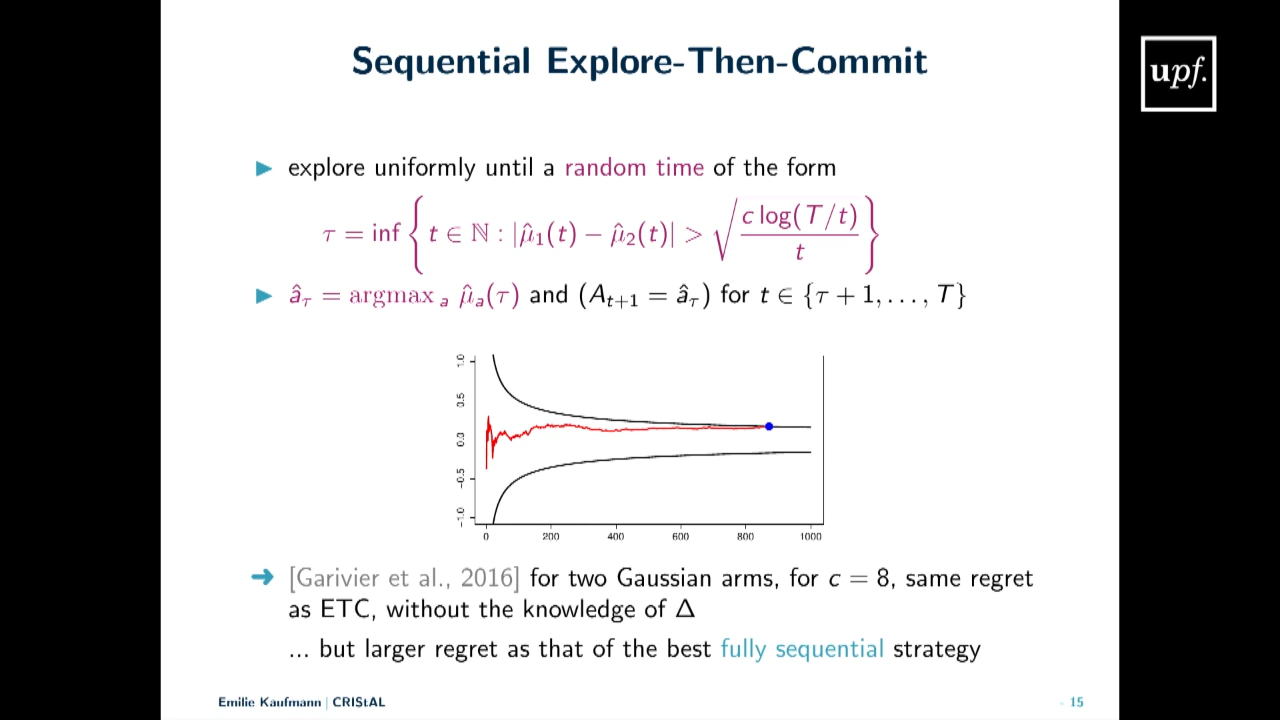 Sequential Explore-Then-Commit
upf.
► explore uniformly until a random time of the form
τ = inf { t ∈ ℕ : |μ̂₁(t) − μ̂₂(t)| > √(c log(T/t) / t) }
► â_τ = argmax_a μ̂_a(τ) and (A_{t+1} = â_τ) for t ∈ {τ + 1, . . . , T}
1.0
0.5
0.0
−0.5
−1.0
0 200 400 600 800 1000
➜ [Garivier et al., 2016] for two Gaussian arms, for c = 8, same regret
as ETC, without the knowledge of Δ
... but larger regret as that of the best fully sequential strategy
Emilie Kaufmann | CRIStAL
- 15